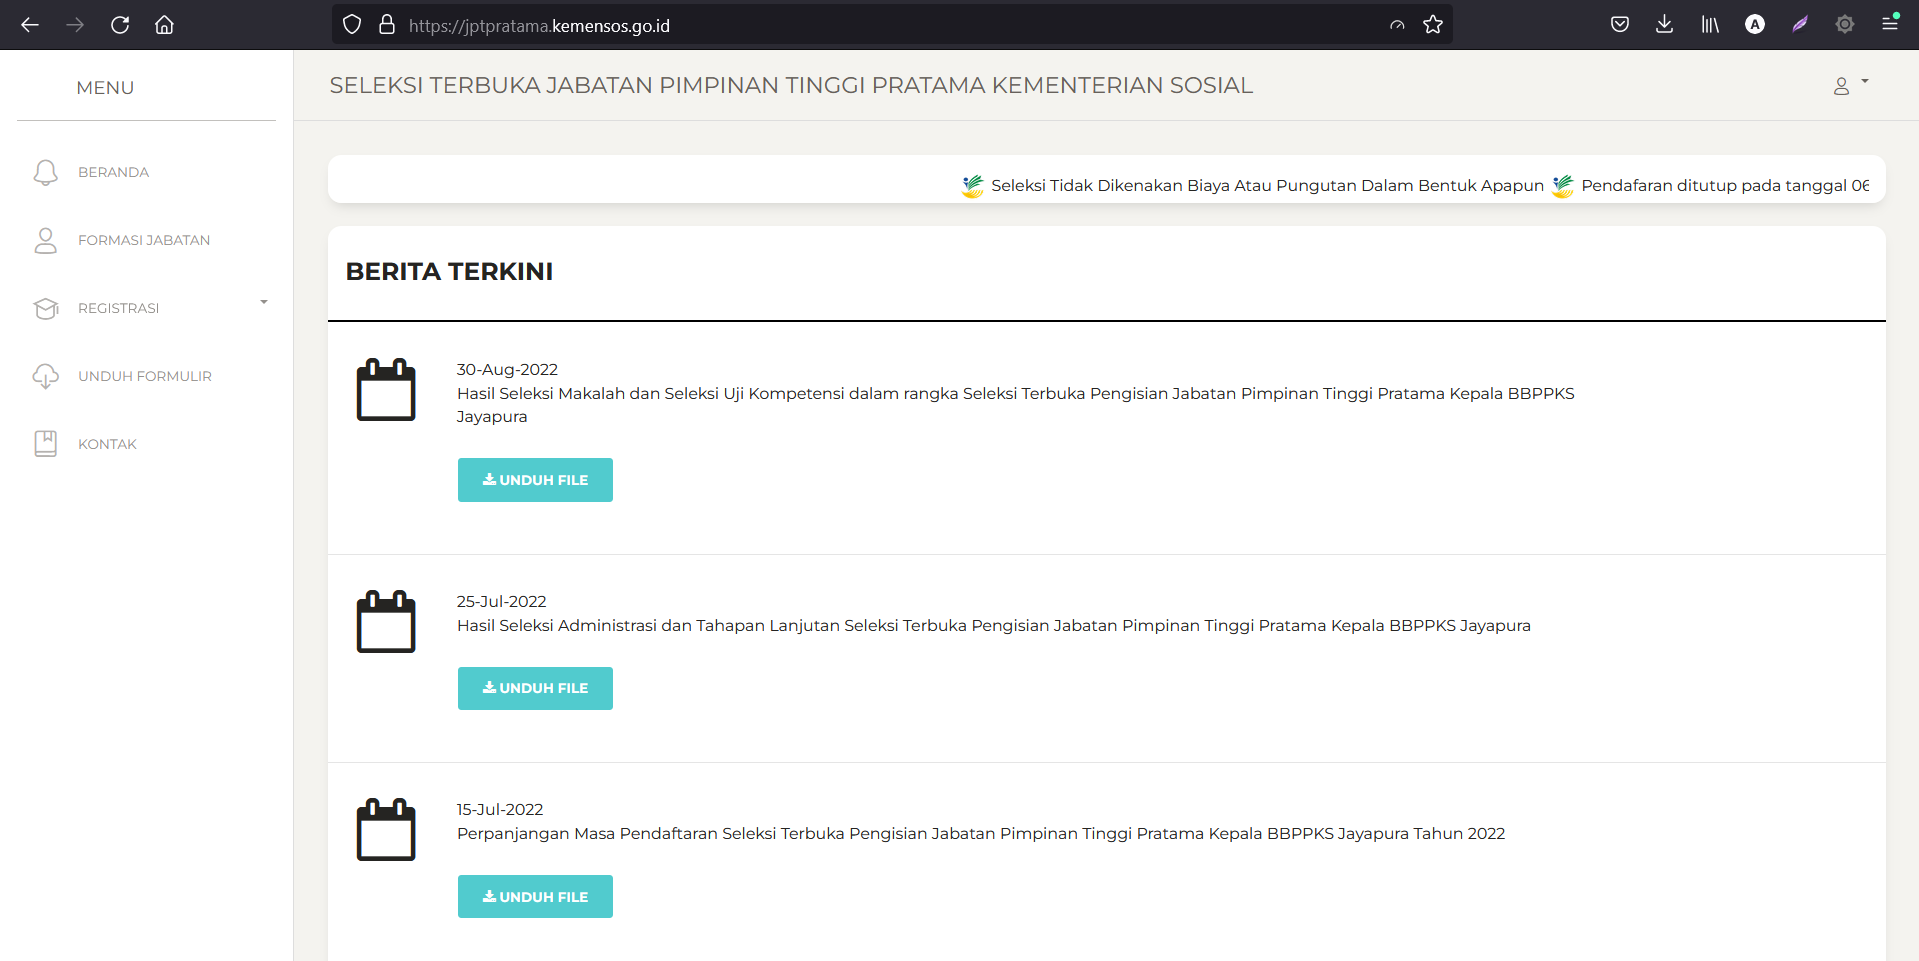 https://jptpratama.kemensos.go.id
A
MENU
SELEKSI TERBUKA JABATAN PIMPINAN TINGGI PRATAMA KEMENTERIAN SOSIAL
BERANDA
FORMASI JABATAN
REGISTRASI
UNDUH FORMULIR
KONTAK
Seleksi Tidak Dikenakan Biaya Atau Pungutan Dalam Bentuk Apapun Pendafaran ditutup pada tanggal 06
BERITA TERKINI
30-Aug-2022
Hasil Seleksi Makalah dan Seleksi Uji Kompetensi dalam rangka Seleksi Terbuka Pengisian Jabatan Pimpinan Tinggi Pratama Kepala BBPPKS
Jayapura
UNDUH FILE
25-Jul-2022
Hasil Seleksi Administrasi dan Tahapan Lanjutan Seleksi Terbuka Pengisian Jabatan Pimpinan Tinggi Pratama Kepala BBPPKS Jayapura
UNDUH FILE
15-Jul-2022
Perpanjangan Masa Pendaftaran Seleksi Terbuka Pengisian Jabatan Pimpinan Tinggi Pratama Kepala BBPPKS Jayapura Tahun 2022
UNDUH FILE